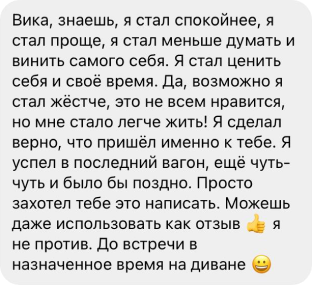 Вика, знаешь, я стал спокойнее, я
стал проще, я стал меньше думать и
винить самого себя. Я стал ценить
себя и своё время. Да, возможно я
стал жёстче, это не всем нравится,
но мне стало легче жить! Я сделал
верно, что пришёл именно к тебе. Я
успел в последний вагон, ещё чуть-
чуть и было бы поздно. Просто
захотел тебе это написать. Можешь
даже использовать как отзыв 👍 я
не против. До встречи в
назначенное время на диване 😀